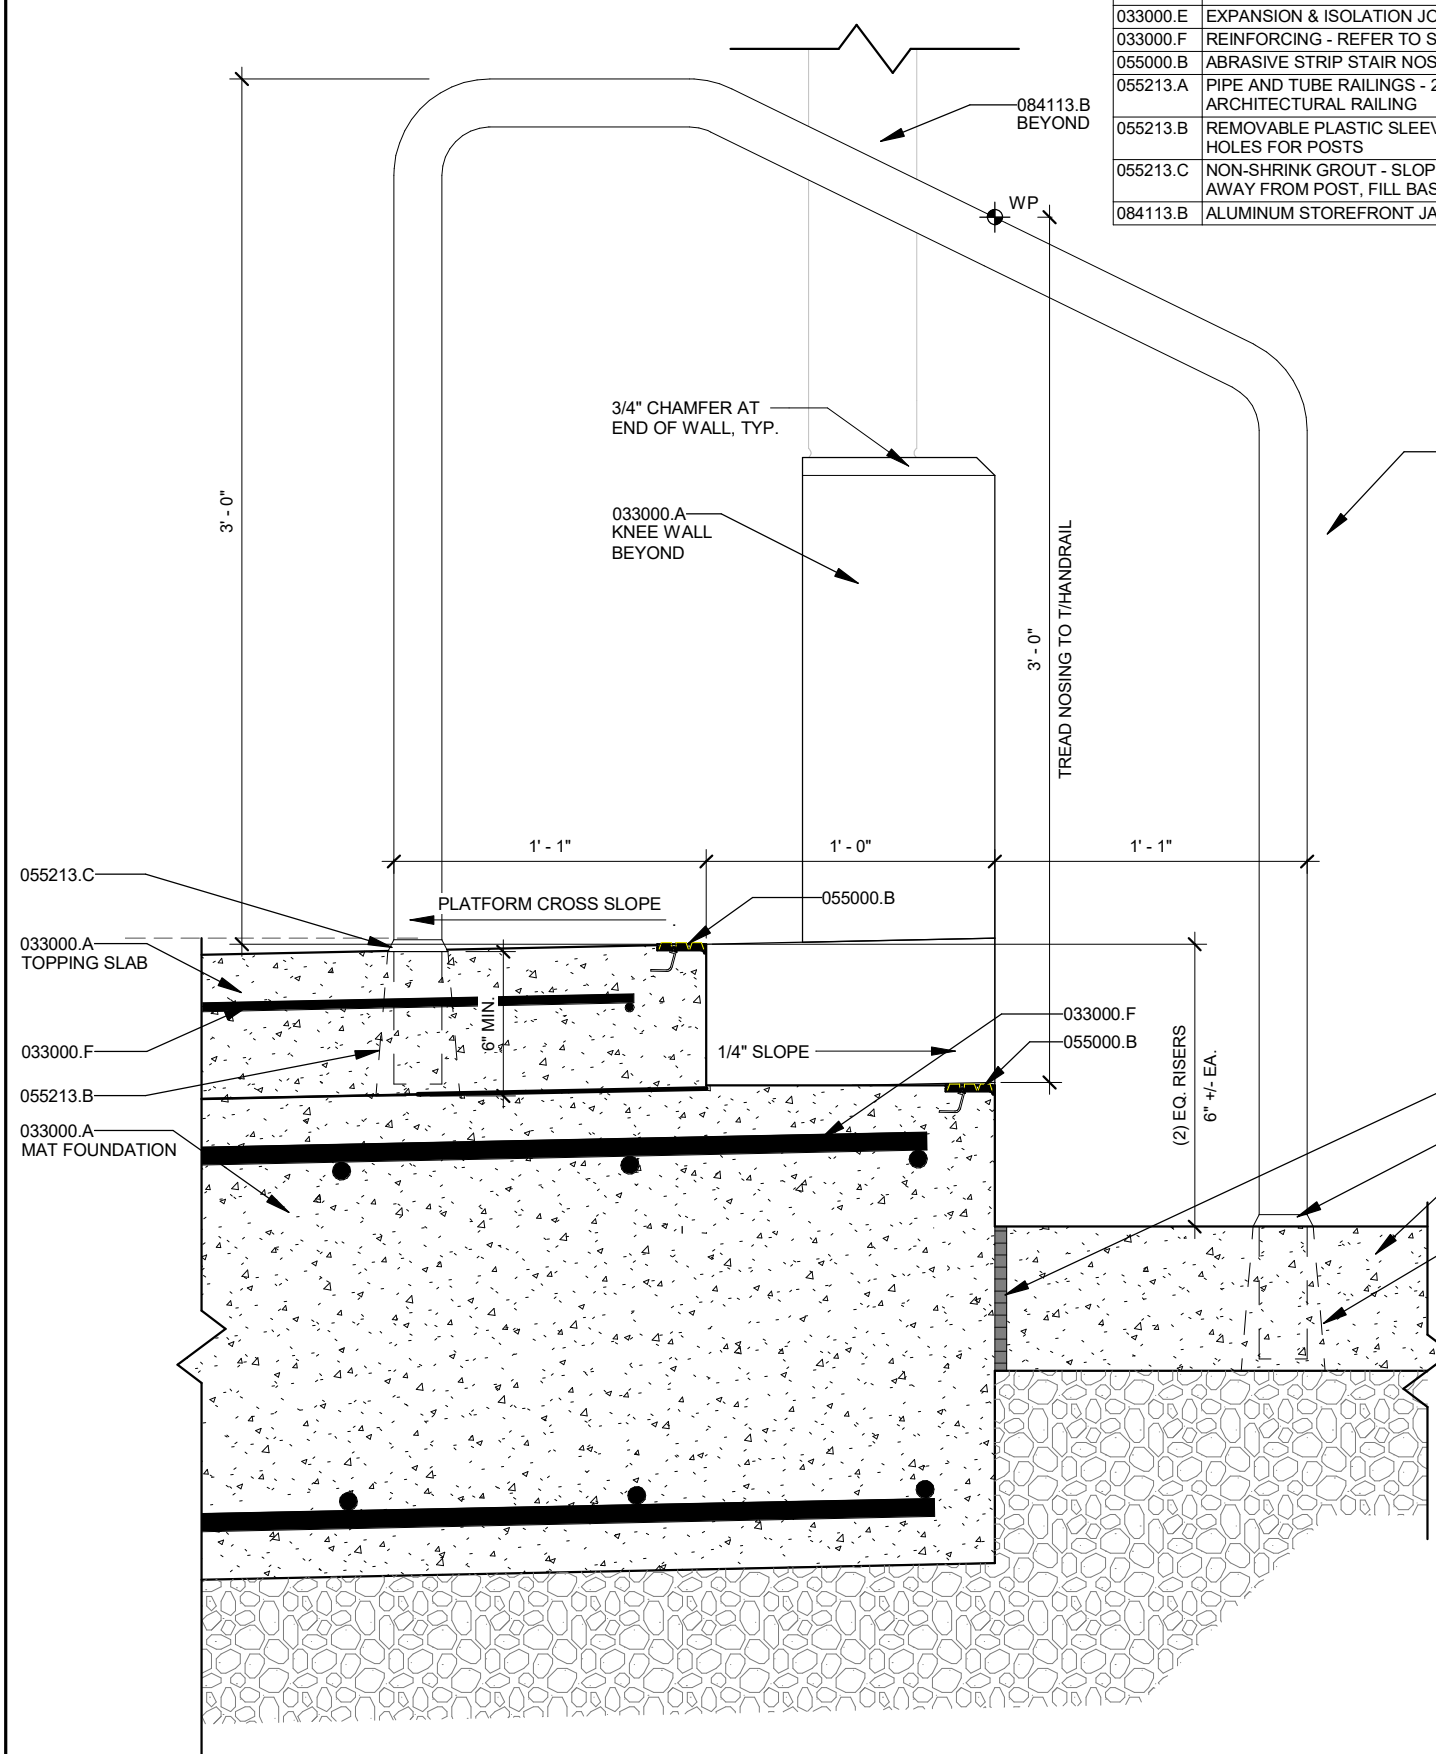 033000.E EXPANSION & ISOLATION JO
033000.F REINFORCING - REFER TO S
055000.B ABRASIVE STRIP STAIR NOS
055213.A PIPE AND TUBE RAILINGS - 2
ARCHITECTURAL RAILING
055213.B REMOVABLE PLASTIC SLEEV
HOLES FOR POSTS
055213.C NON-SHRINK GROUT - SLOP
AWAY FROM POST, FILL BAS
084113.B ALUMINUM STOREFRONT JA
084113.B
BEYOND
WP
3/4" CHAMFER AT
END OF WALL, TYP.
3' - 0"
033000.A
KNEE WALL
BEYOND
3' - 0"
TREAD NOSING TO T/HANDRAIL
1' - 1"
1' - 0"
1' - 1"
055213.C
PLATFORM CROSS SLOPE
055000.B
033000.A
TOPPING SLAB
6" MIN.
033000.F
1/4" SLOPE
055000.B
033000.F
055213.B
033000.A
MAT FOUNDATION
(2) EQ. RISERS
6" +/- EA.